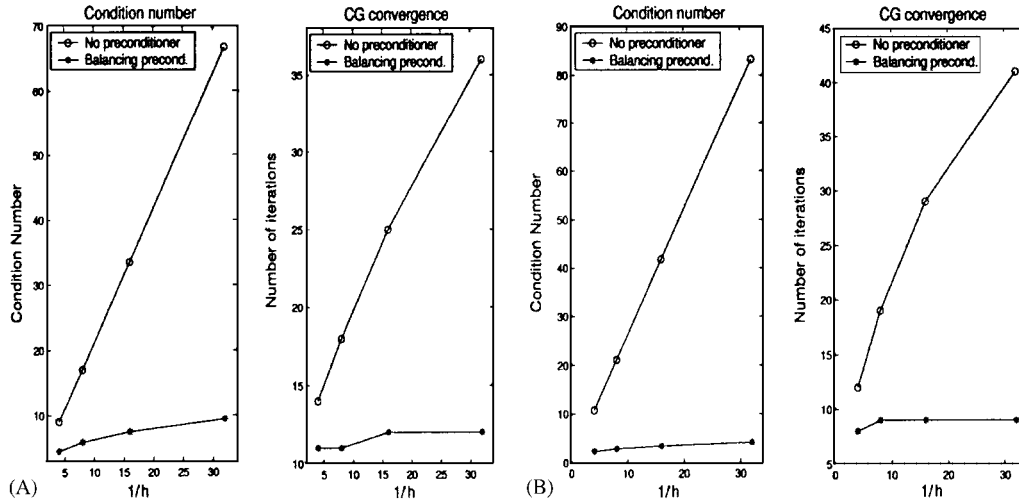 Condition number
70
60
50
40
30
20
10
Condition Number
No preconditioner
Balancing precond.
5
10
15
20
25
30
1/h
(A)
CG convergence
35
30
25
20
15
10
Number of iterations
No preconditioner
Balancing precond.
5
10
15
20
25
30
1/h
Condition number
100
90
80
70
60
50
40
30
20
10
0
Condition Number
No preconditioner
Balancing precond.
0
10
20
30
1/h
(B)
CG convergence
45
40
35
30
25
20
15
10
5
Number of iterations
No preconditioner
Balancing precond.
0
10
20
30
1/h